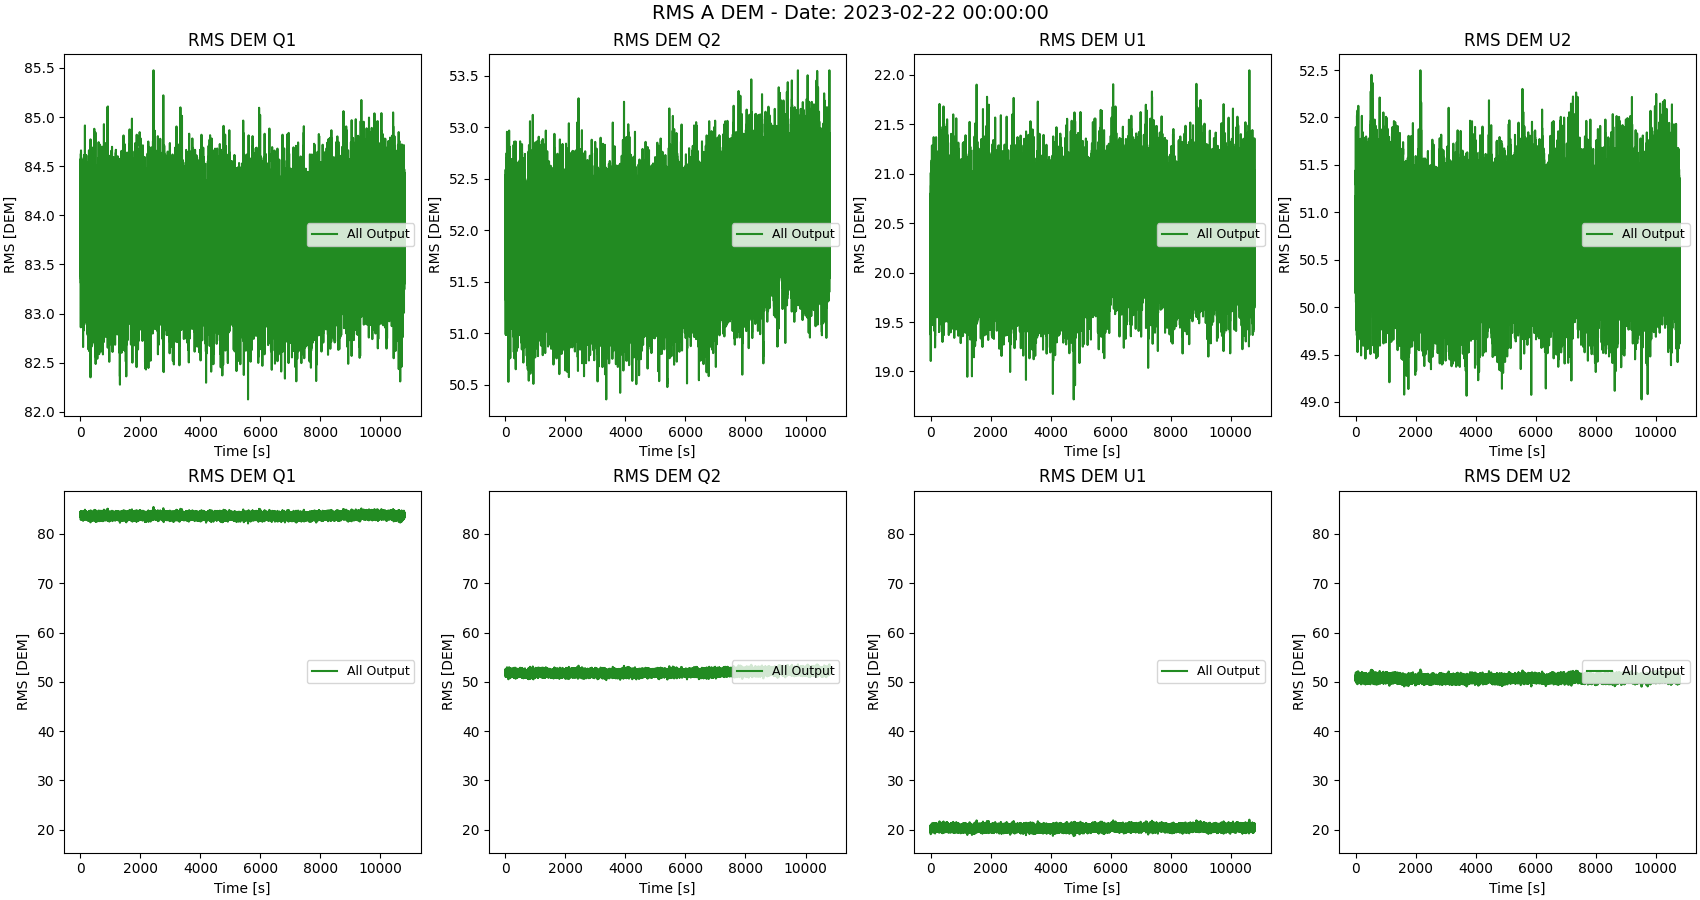 RMS A DEM - Date: 2023-02-22 00:00:00
RMS DEM Q1
RMS [DEM]
85.5
85.0
84.5
84.0
83.5
83.0
82.5
82.0
All Output
0 2000 4000 6000 8000 10000
Time [s]
RMS DEM Q2
RMS [DEM]
53.5
53.0
52.5
52.0
51.5
51.0
50.5
All Output
0 2000 4000 6000 8000 10000
Time [s]
RMS DEM U1
RMS [DEM]
22.0
21.5
21.0
20.5
20.0
19.5
19.0
All Output
0 2000 4000 6000 8000 10000
Time [s]
RMS DEM U2
RMS [DEM]
52.5
52.0
51.5
51.0
50.5
50.0
49.5
49.0
All Output
0 2000 4000 6000 8000 10000
Time [s]
RMS DEM Q1
RMS [DEM]
80
70
60
50
40
30
20
All Output
0 2000 4000 6000 8000 10000
Time [s]
RMS DEM Q2
RMS [DEM]
80
70
60
50
40
30
20
All Output
0 2000 4000 6000 8000 10000
Time [s]
RMS DEM U1
RMS [DEM]
80
70
60
50
40
30
20
All Output
0 2000 4000 6000 8000 10000
Time [s]
RMS DEM U2
RMS [DEM]
80
70
60
50
40
30
20
All Output
0 2000 4000 6000 8000 10000
Time [s]